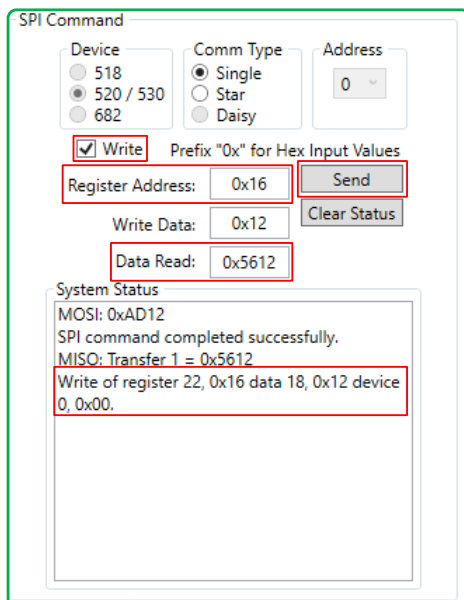 SPI Command
Device
518
520 / 530
682
Comm Type
Single
Star
Daisy
Address
0
Write
Prefix "0x" for Hex Input Values
Register Address:
0x16
Send
Write Data:
0x12
Clear Status
Data Read:
0x5612
System Status
MOSI: 0xAD12
SPI command completed successfully.
MISO: Transfer 1 = 0x5612
Write of register 22, 0x16 data 18, 0x12 device
0, 0x00.